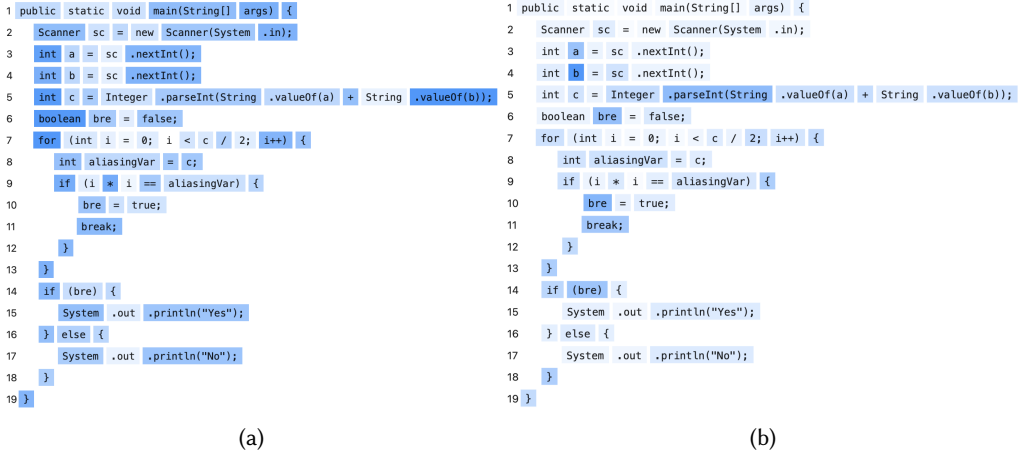 1 public static void main(String[] args) {
2 Scanner sc = new Scanner(System .in);
3 int a = sc .nextInt();
4 int b = sc .nextInt();
5 int c = Integer .parseInt(String .valueOf(a) + String .valueOf(b));
6 boolean bre = false;
7 for (int i = 0; i < c / 2; i++) {
8 int aliasingVar = c;
9 if (i * i == aliasingVar) {
10 bre = true;
11 break;
12 }
13 }
14 if (bre) {
15 System .out .println("Yes");
16 } else {
17 System .out .println("No");
18 }
19 }
(a)
1 public static void main(String[] args) {
2 Scanner sc = new Scanner(System .in);
3 int a = sc .nextInt();
4 int b = sc .nextInt();
5 int c = Integer .parseInt(String .valueOf(a) + String .valueOf(b));
6 boolean bre = false;
7 for (int i = 0; i < c / 2; i++) {
8 int aliasingVar = c;
9 if (i * i == aliasingVar) {
10 bre = true;
11 break;
12 }
13 }
14 if (bre) {
15 System .out .println("Yes");
16 } else {
17 System .out .println("No");
18 }
19 }
(b)